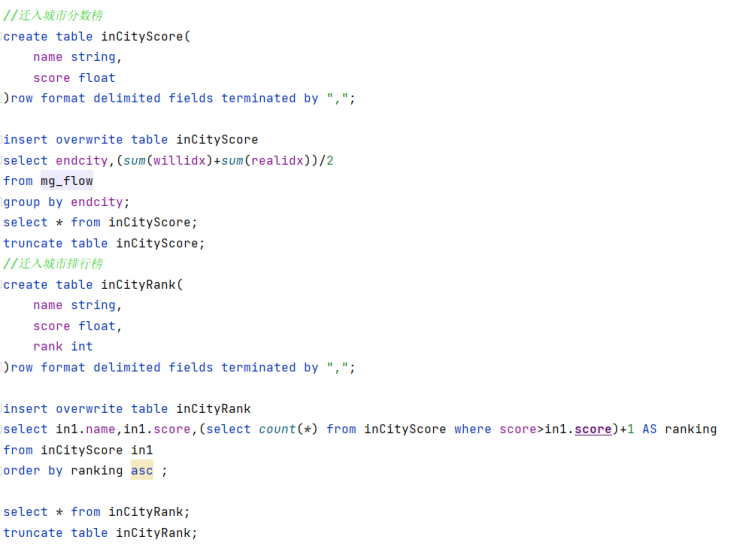 //迁入城市分数榜
create table inCityScore(
    name string,
    score float
)row format delimited fields terminated by ",";
insert overwrite table inCityScore
select endcity,(sum(willidx)+sum(realidx))/2
from mg_flow
group by endcity;
select * from inCityScore;
truncate table inCityScore;
//迁入城市排行榜
create table inCityRank(
    name string,
    score float,
    rank int
)row format delimited fields terminated by ",";
insert overwrite table inCityRank
select in1.name,in1.score,(select count(*) from inCityScore where score>in1.score)+1 AS ranking
from inCityScore in1
order by ranking asc ;
select * from inCityRank;
truncate table inCityRank;